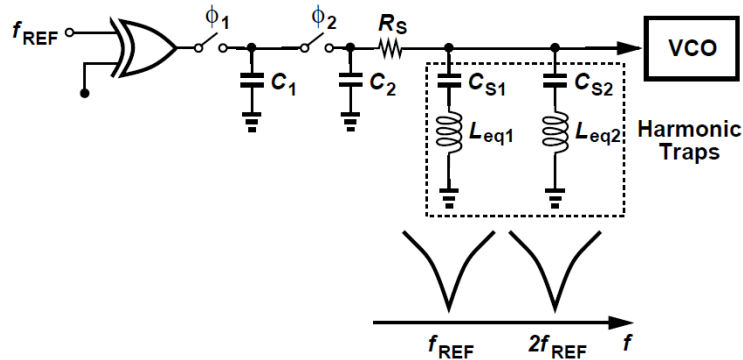 fREF
ϕ1
ϕ2
RS
VCO
C1
C2
CS1
CS2
Leq1
Leq2
Harmonic
Traps
fREF
2fREF
f